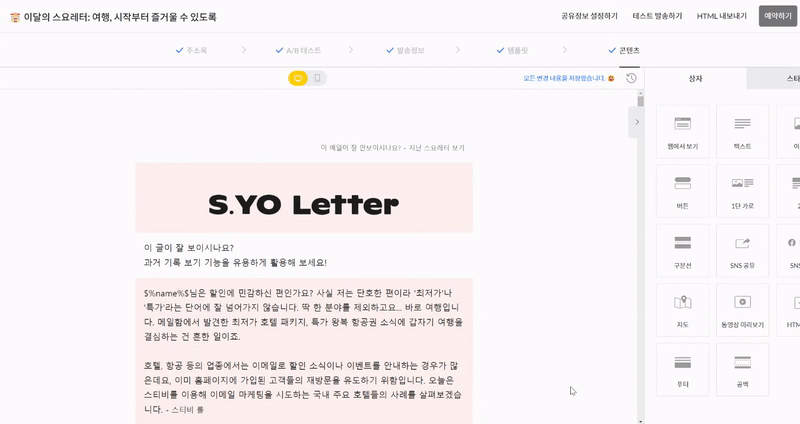 이달의 스요레터: 여행, 시작부터 즐거울 수 있도록
공유정보 설정하기
테스트 발송하기
HTML 내보내기
예약하기
주소록
A/B 테스트
발송정보
템플릿
콘텐츠
모든 변경 내용을 저장했습니다.
상자
스타
이 메일이 잘 안보이시나요? • 지난 스요레터 보기
S.YO Letter
이 글이 잘 보이시나요?
과거 기록 보기 기능을 유용하게 활용해 보세요!
$%name%$님은 할인에 민감하신 편인가요? 사실 저는 단호한 편이라 '최저가'나
'특가'라는 단어에 잘 넘어가지 않습니다. 딱 한 분야를 제외하고요... 바로 여행입니
다. 메일함에서 발견한 최저가 호텔 패키지, 특가 왕복 항공권 소식에 갑자기 여행을
결심하는 건 흔한 일이죠.
호텔, 항공 등의 업종에서는 이메일로 할인 소식이나 이벤트를 안내하는 경우가 많
은데요, 이미 홈페이지에 가입된 고객들의 재방문을 유도하기 위함입니다. 오늘은
스티비를 이용해 이메일 마케팅을 시도하는 국내 주요 호텔들의 사례를 살펴보겠습
니다. - 스티비 룰
웹에서 보기
텍스트
이
버튼
1단 가로
2
구분선
SNS 공유
SNS
지도
동영상 미리보기
HTM
푸터
공백